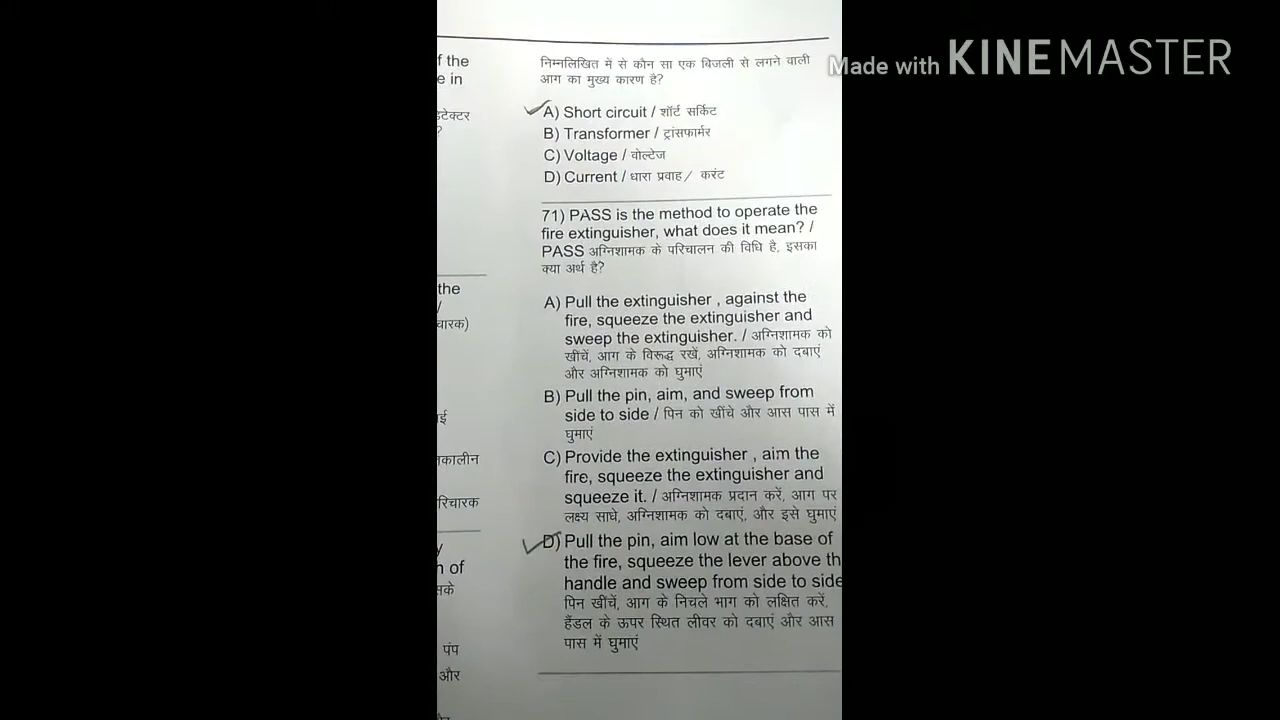 Made with KINEMASTER
f the
e in
डिटेक्टर
?
the
/
चारक)
ई
नकालीन
रिचारक
y
n of
सके
पंप
और
निम्नलिखित में से कौन सा एक बिजली से लगने वाली
आग का मुख्य कारण है?
A) Short circuit / शॉर्ट सर्किट
B) Transformer / ट्रांसफार्मर
C) Voltage / वोल्टेज
D) Current / धारा प्रवाह / करंट
71) PASS is the method to operate the
fire extinguisher, what does it mean? /
PASS अग्निशामक के परिचालन की विधि है, इसका
क्या अर्थ है?
A) Pull the extinguisher , against the
fire, squeeze the extinguisher and
sweep the extinguisher. / अग्निशामक को
खींचें, आग के विरूद्ध रखें, अग्निशामक को दबाएं
और अग्निशामक को घुमाएं
B) Pull the pin, aim, and sweep from
side to side / पिन को खींचे और आस पास में
घुमाएं
C) Provide the extinguisher , aim the
fire, squeeze the extinguisher and
squeeze it. / अग्निशामक प्रदान करें, आग पर
लक्ष्य साधे, अग्निशामक को दबाएं, और इसे घुमाएं
D) Pull the pin, aim low at the base of
the fire, squeeze the lever above th
handle and sweep from side to side
पिन खींचें, आग के निचले भाग को लक्षित करें,
हैंडल के ऊपर स्थित लीवर को दबाएं और आस
पास में घुमाएं